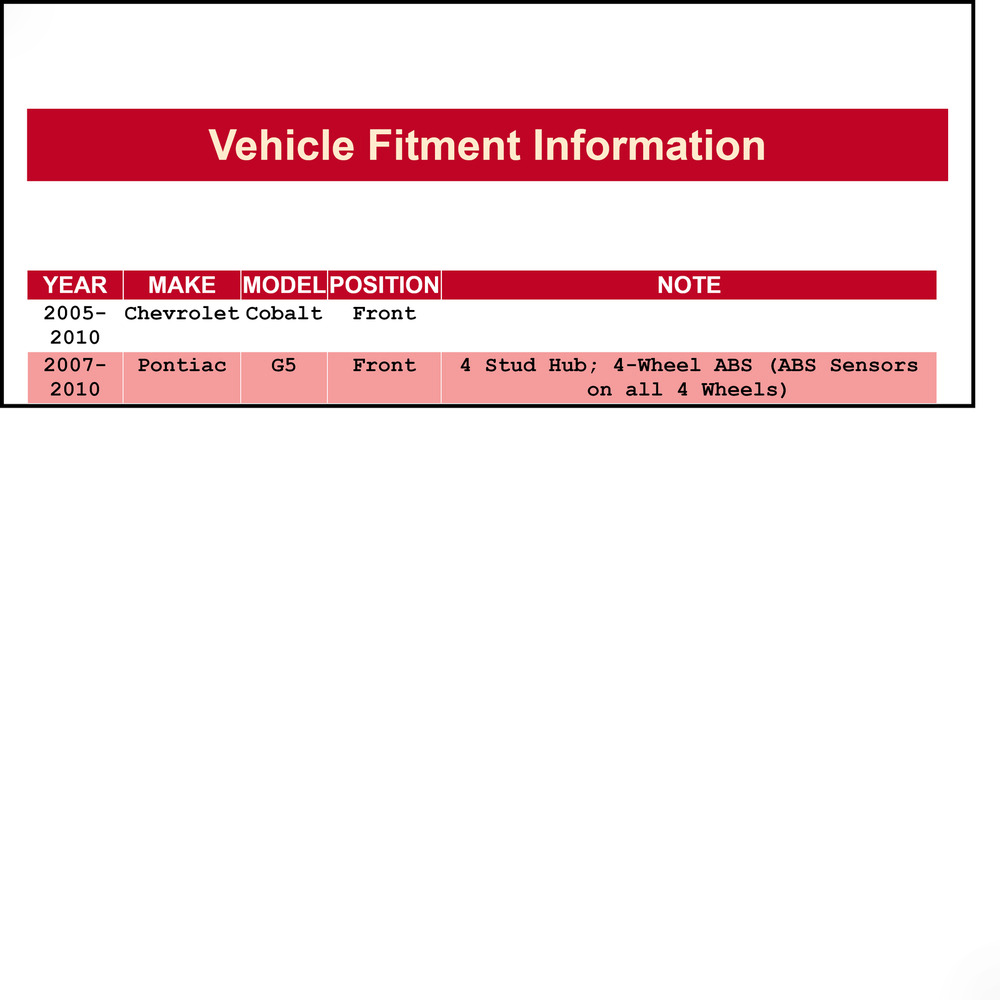 Vehicle Fitment Information
YEAR MAKE MODEL POSITION NOTE
2005- Chevrolet Cobalt Front
2010
2007- Pontiac G5 Front 4 Stud Hub; 4-Wheel ABS (ABS Sensors
2010 on all 4 Wheels)